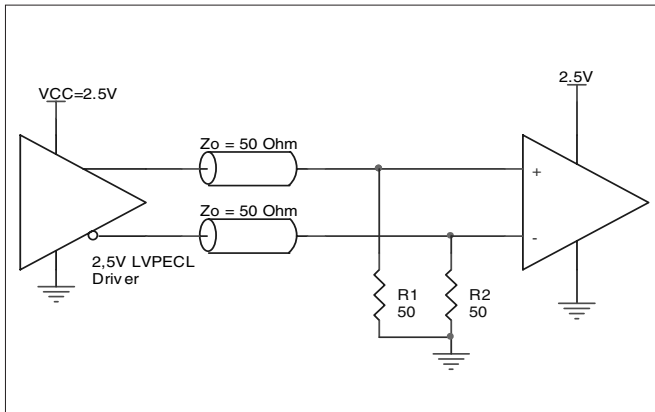 VCC=2.5V
2.5V
Zo = 50 Ohm
+
Zo = 50 Ohm
-
2,5V LVPECL
Driver
R1
50
R2
50